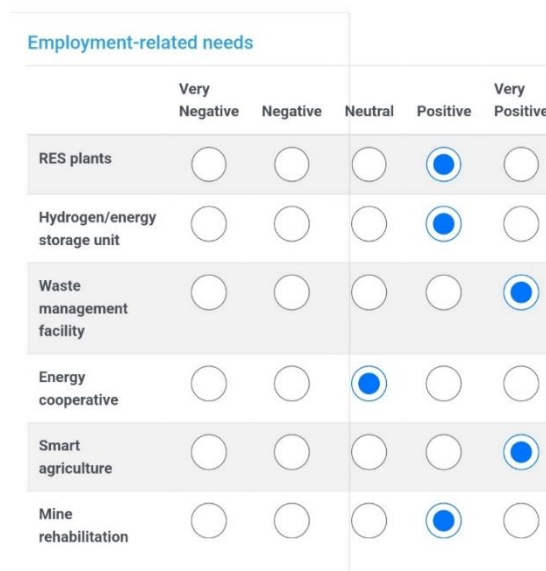 Employment-related needs
Very Negative Negative Neutral Positive Very Positive
RES plants
Hydrogen/energy
storage unit
Waste
management
facility
Energy
cooperative
Smart
agriculture
Mine
rehabilitation